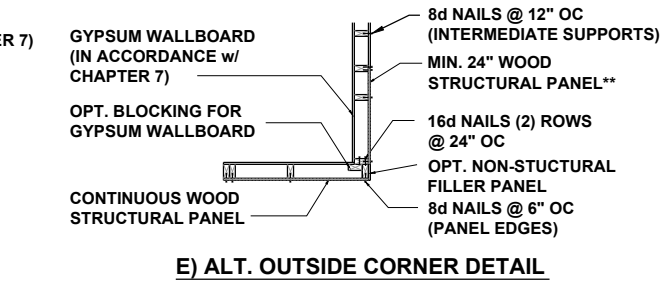 ER 7)
GYPSUM WALLBOARD
(IN ACCORDANCE w/
CHAPTER 7)
OPT. BLOCKING FOR
GYPSUM WALLBOARD
CONTINUOUS WOOD
STRUCTURAL PANEL
8d NAILS @ 12" OC
(INTERMEDIATE SUPPORTS)
MIN. 24" WOOD
STRUCTURAL PANEL**
16d NAILS (2) ROWS
@ 24" OC
OPT. NON-STUCTURAL
FILLER PANEL
8d NAILS @ 6" OC
(PANEL EDGES)
E) ALT. OUTSIDE CORNER DETAIL